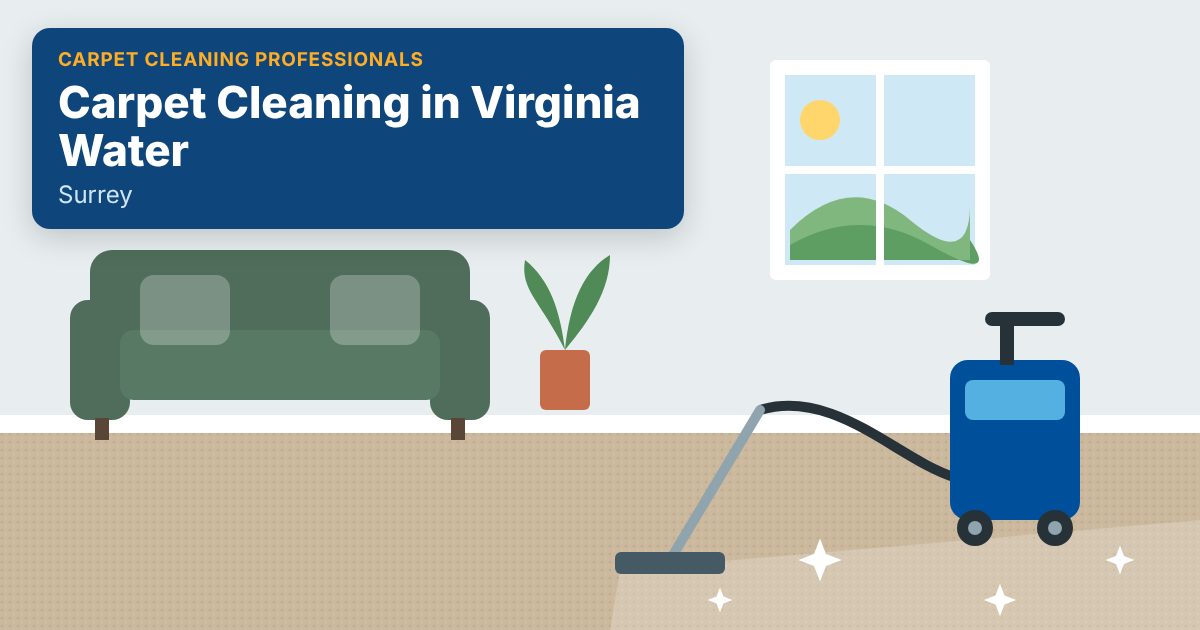 CARPET CLEANING PROFESSIONALS
Carpet Cleaning in Virginia
Water
Surrey